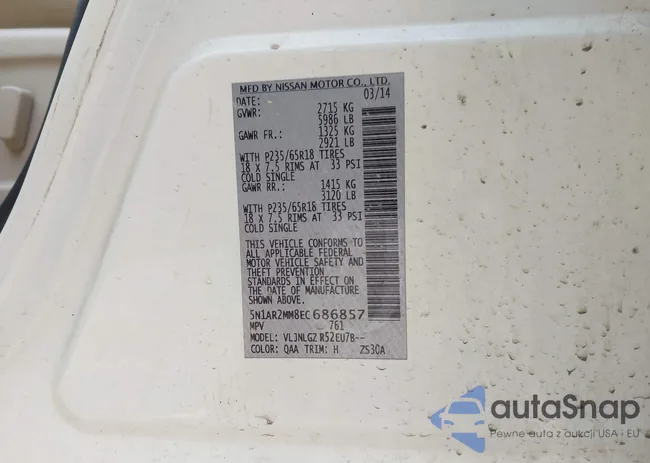 MFD BY NISSAN MOTOR CO., LTD.
DATE: 03/14
GVWR: 2715 KG
5986 LB
GAWR FR.: 1325 KG
2921 LB
WITH P235/65R18 TIRES
18 X 7.5 RIMS AT 33 PSI
COLD SINGLE
GAWR RR.: 1415 KG
3120 LB
WITH P235/65R18 TIRES
18 X 7.5 RIMS AT 33 PSI
COLD SINGLE
THIS VEHICLE CONFORMS TO
ALL APPLICABLE FEDERAL
MOTOR VEHICLE SAFETY AND
THEFT PREVENTION
STANDARDS IN EFFECT ON
THE DATE OF MANUFACTURE
SHOWN ABOVE.
5N1AR2MM8EC686857
MPV 761
MODEL: VLJNLGZ R52EU7B--
COLOR: QAA TRIM: H ZS30A
autaSnap
Pewne auta z aukcji USA i EU